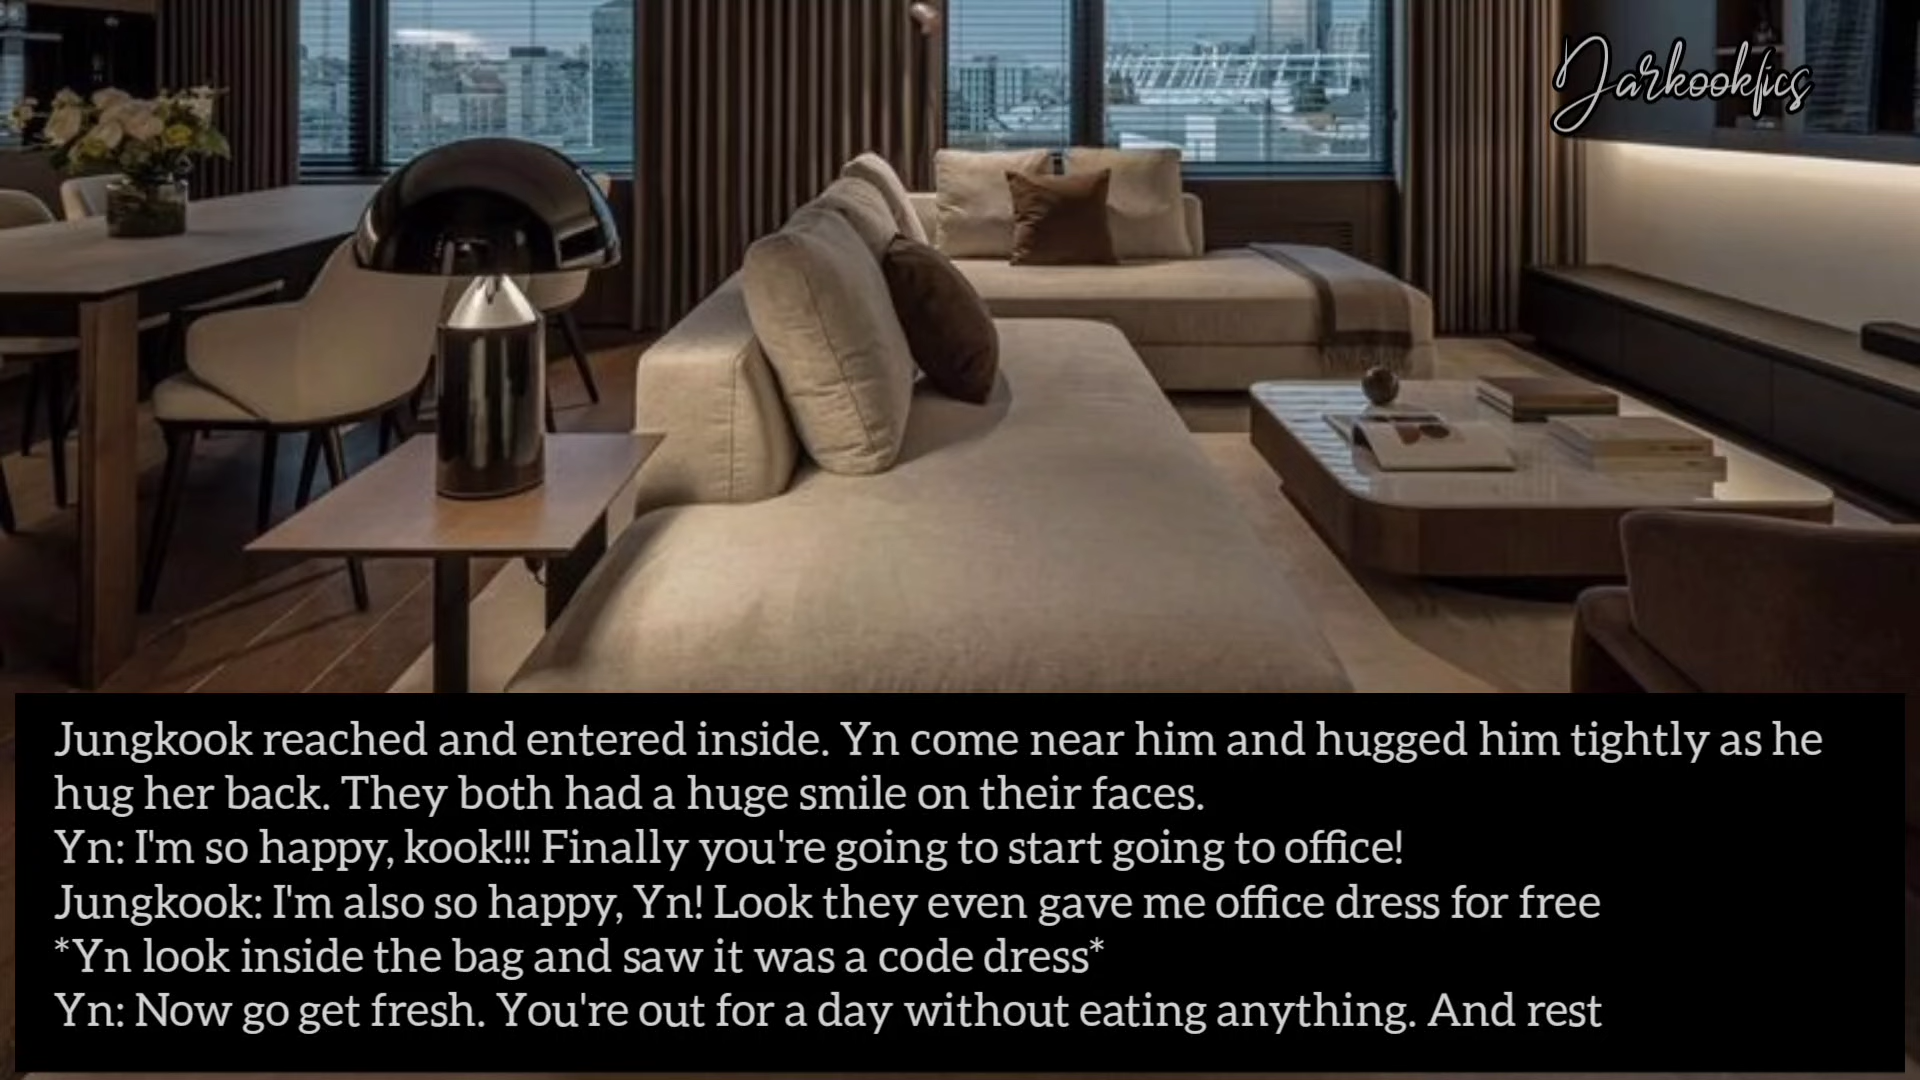 Darkookfics
Jungkook reached and entered inside. Yn come near him and hugged him tightly as he
hug her back. They both had a huge smile on their faces.
Yn: I'm so happy, kook!!! Finally you're going to start going to office!
Jungkook: I'm also so happy, Yn! Look they even gave me office dress for free
*Yn look inside the bag and saw it was a code dress*
Yn: Now go get fresh. You're out for a day without eating anything. And rest